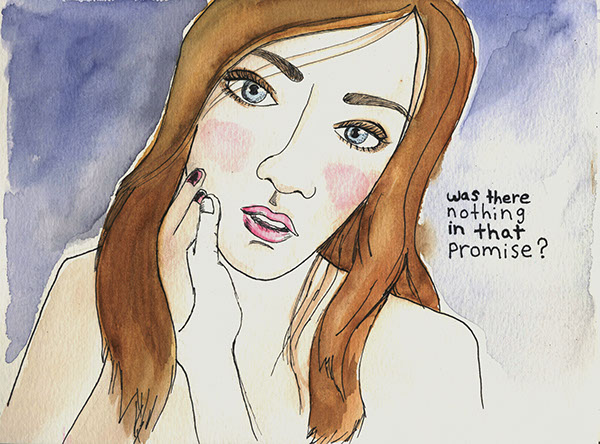 was there
nothing
in that
promise?